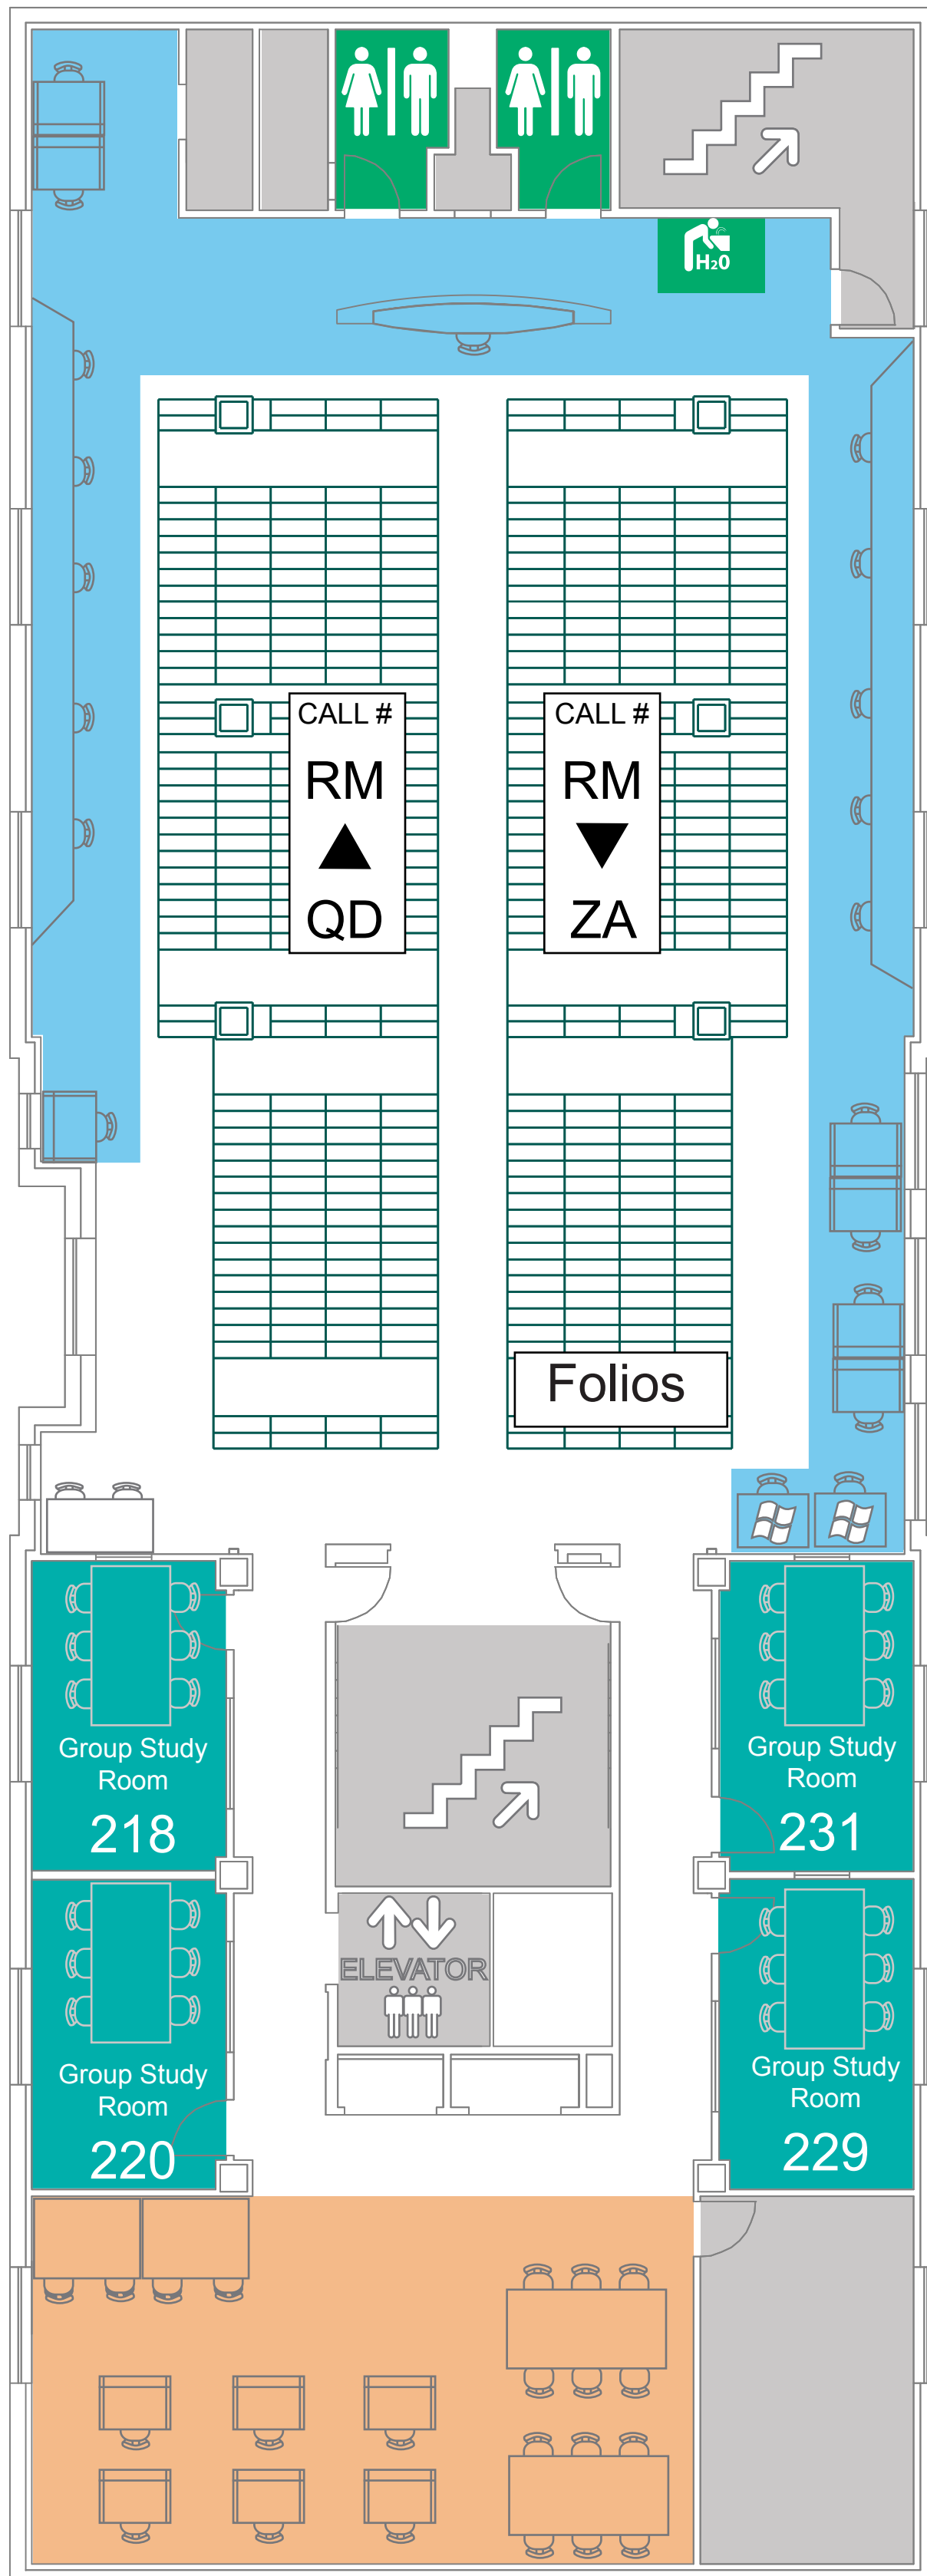 H₂0
CALL #
RM
QD
CALL #
RM
ZA
Folios
Group Study
Room
218
Group Study
Room
231
ELEVATOR
Group Study
Room
220
Group Study
Room
229